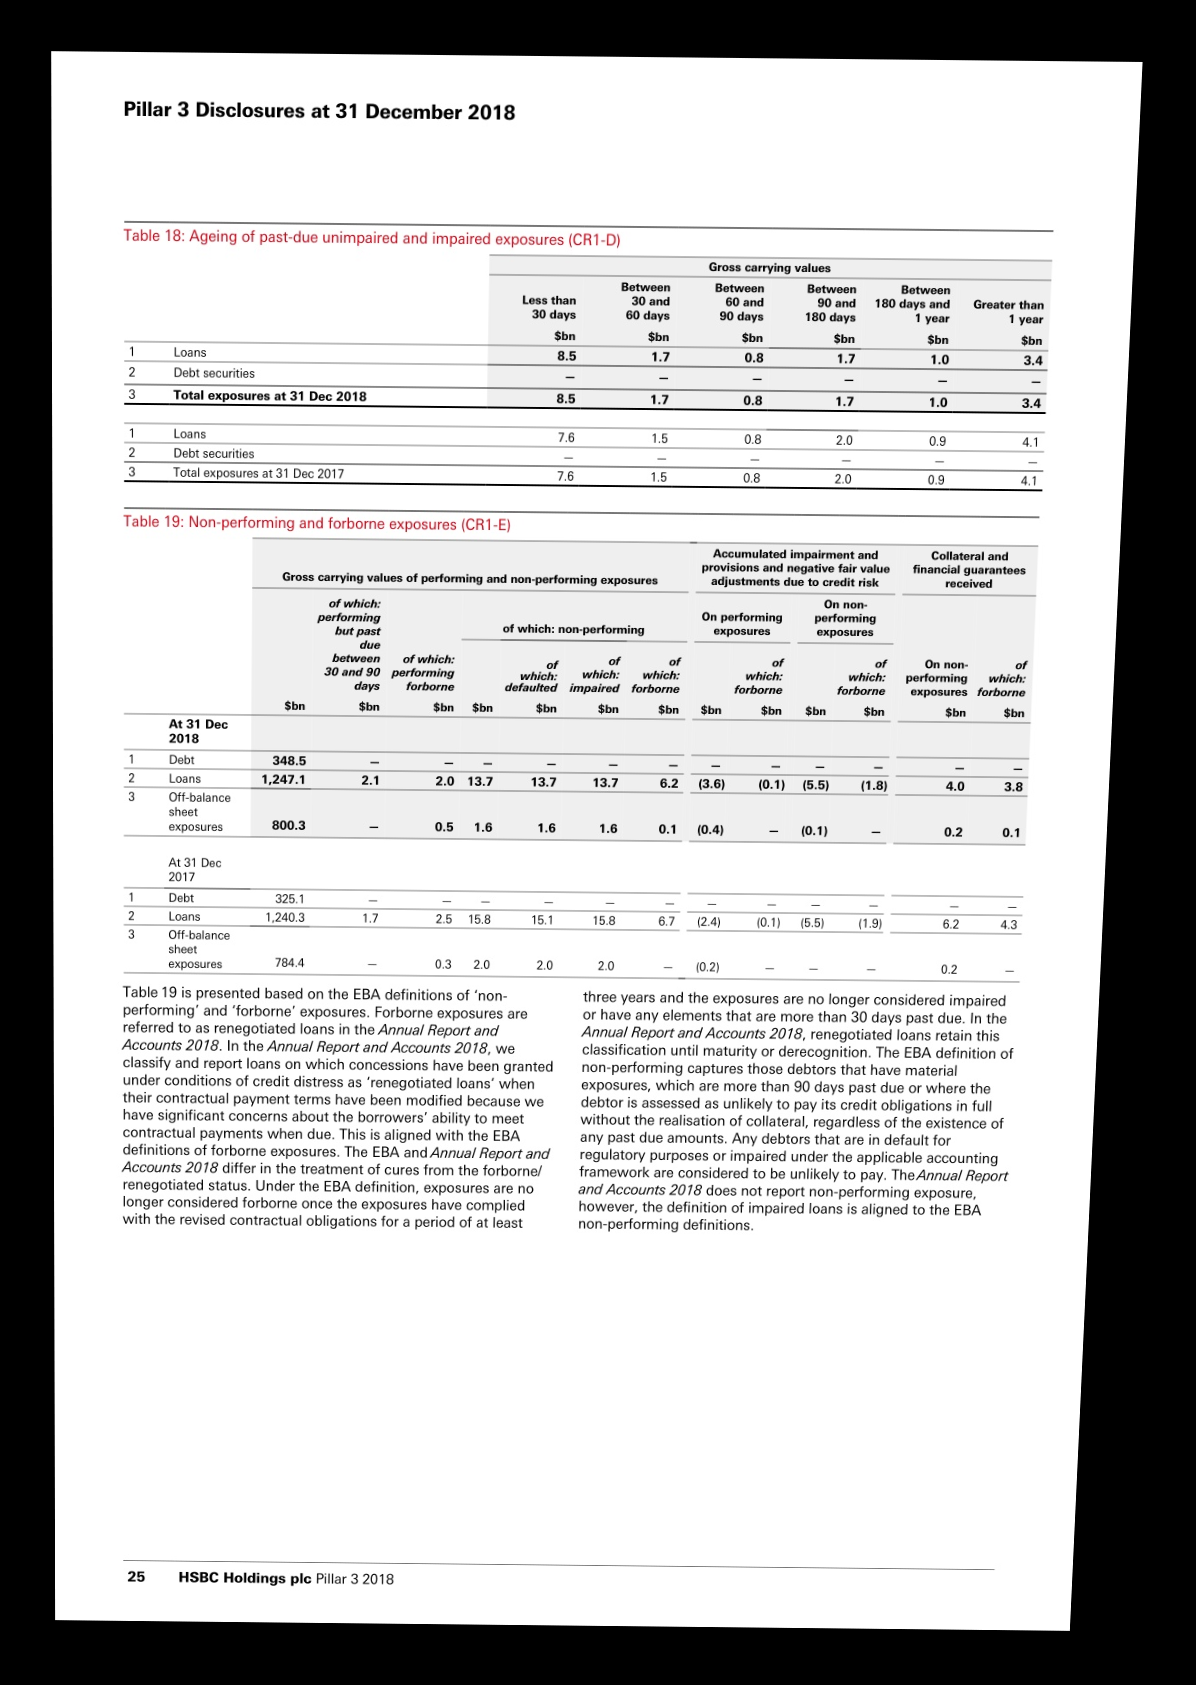 Pillar 3 Disclosures at 31 December 2018
Table 18: Ageing of past-due unimpaired and impaired exposures (CR1-D)
Gross carrying values
Less than 30 days Between 30 and 60 days Between 60 and 90 days Between 90 and 180 days Between 180 days and 1 year Greater than 1 year
$bn $bn $bn $bn $bn $bn
1 Loans 8.5 1.7 0.8 1.7 1.0 3.4
2 Debt securities — — — — — —
3 Total exposures at 31 Dec 2018 8.5 1.7 0.8 1.7 1.0 3.4
1 Loans 7.6 1.5 0.8 2.0 0.9 4.1
2 Debt securities — — — — — —
3 Total exposures at 31 Dec 2017 7.6 1.5 0.8 2.0 0.9 4.1
Table 19: Non-performing and forborne exposures (CR1-E)
Gross carrying values of performing and non-performing exposures Accumulated impairment and provisions and negative fair value adjustments due to credit risk Collateral and financial guarantees received
of which: performing but past due between 30 and 90 days of which: performing forborne of which: non-performing On performing exposures On non-performing exposures
of which: defaulted of which: impaired of which: forborne of which: forborne of which: forborne On non-performing exposures of which: forborne
$bn $bn $bn $bn $bn $bn $bn $bn $bn $bn $bn $bn $bn
At 31 Dec
2018
1 Debt 348.5 — — — — — — — — — — — —
2 Loans 1,247.1 2.1 2.0 13.7 13.7 13.7 6.2 (3.6) (0.1) (5.5) (1.8) 4.0 3.8
3 Off-balance
sheet
exposures 800.3 — 0.5 1.6 1.6 1.6 0.1 (0.4) — (0.1) — 0.2 0.1
At 31 Dec
2017
1 Debt 325.1 — — — — — — — — — — — —
2 Loans 1,240.3 1.7 2.5 15.8 15.1 15.8 6.7 (2.4) (0.1) (5.5) (1.9) 6.2 4.3
3 Off-balance
sheet
exposures 784.4 — 0.3 2.0 2.0 2.0 — (0.2) — — — 0.2 —
Table 19 is presented based on the EBA definitions of ‘non-
performing’ and ‘forborne’ exposures. Forborne exposures are
referred to as renegotiated loans in the Annual Report and
Accounts 2018. In the Annual Report and Accounts 2018, we
classify and report loans on which concessions have been granted
under conditions of credit distress as ‘renegotiated loans’ when
their contractual payment terms have been modified because we
have significant concerns about the borrowers’ ability to meet
contractual payments when due. This is aligned with the EBA
definitions of forborne exposures. The EBA and Annual Report and
Accounts 2018 differ in the treatment of cures from the forborne/
renegotiated status. Under the EBA definition, exposures are no
longer considered forborne once the exposures have complied
with the revised contractual obligations for a period of at least
three years and the exposures are no longer considered impaired
or have any elements that are more than 30 days past due. In the
Annual Report and Accounts 2018, renegotiated loans retain this
classification until maturity or derecognition. The EBA definition of
non-performing captures those debtors that have material
exposures, which are more than 90 days past due or where the
debtor is assessed as unlikely to pay its credit obligations in full
without the realisation of collateral, regardless of the existence of
any past due amounts. Any debtors that are in default for
regulatory purposes or impaired under the applicable accounting
framework are considered to be unlikely to pay. The Annual Report
and Accounts 2018 does not report non-performing exposure,
however, the definition of impaired loans is aligned to the EBA
non-performing definitions.
25 HSBC Holdings plc Pillar 3 2018